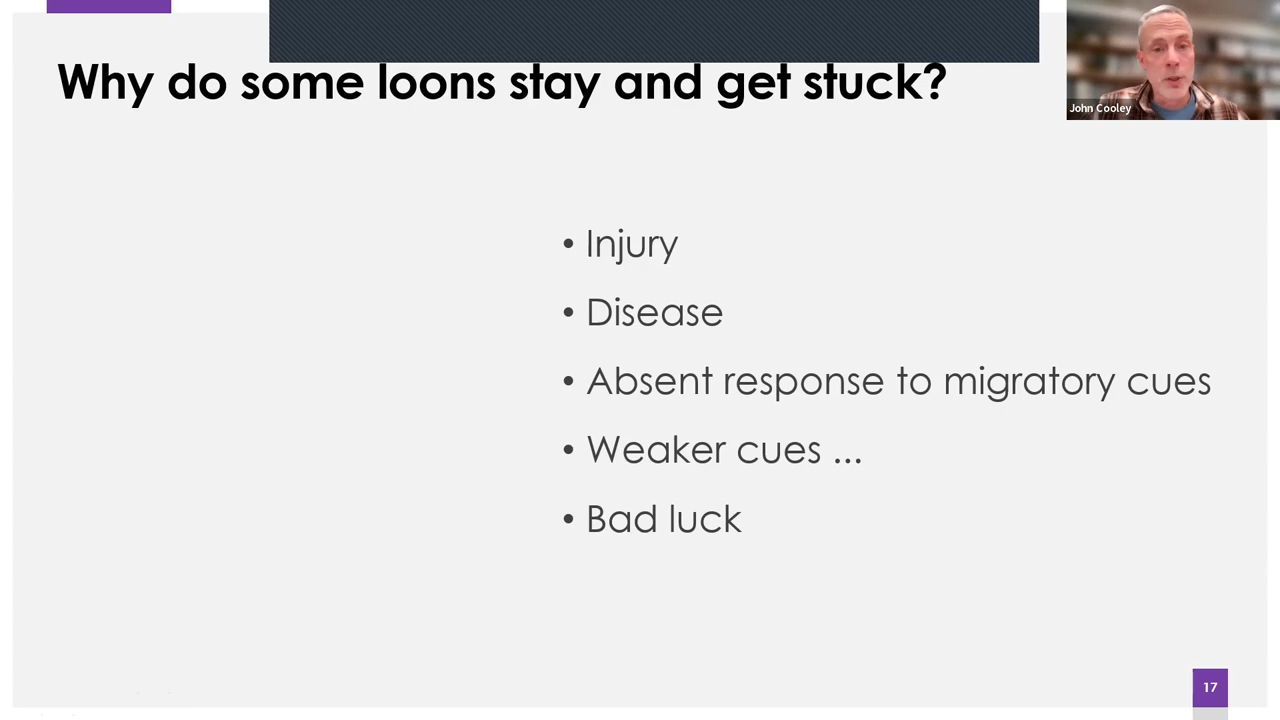 Why do some loons stay and get stuck?
John Cooley
• Injury
• Disease
• Absent response to migratory cues
• Weaker cues ...
• Bad luck
17